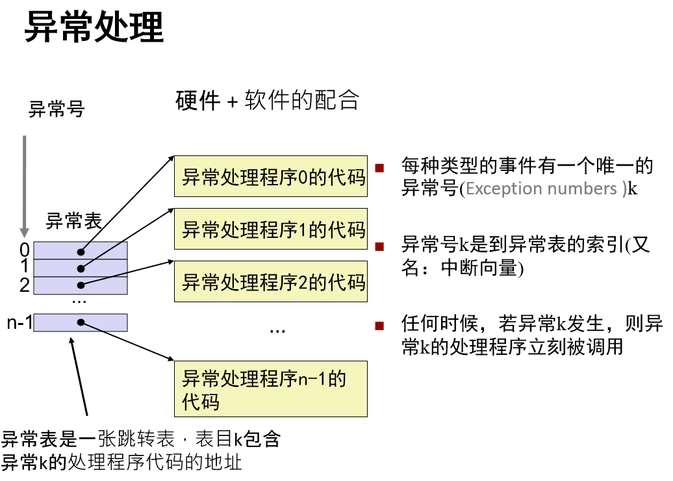 异常处理
异常号
硬件 + 软件的配合
异常表
0
1
2
...
n-1
异常处理程序0的代码
异常处理程序1的代码
异常处理程序2的代码
...
异常处理程序n-1的
代码
每种类型的事件有一个唯一的
异常号(Exception numbers )k
异常号k是到异常表的索引(又
名：中断向量)
任何时候，若异常k发生，则异
常k的处理程序立刻被调用
异常表是一张跳转表，表目k包含
异常k的处理程序代码的地址